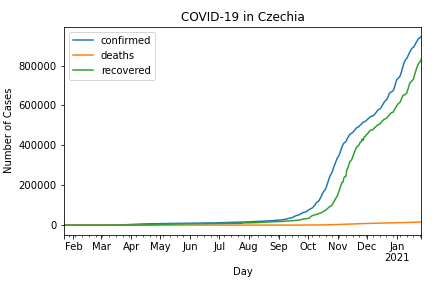 COVID-19 in Czechia
confirmed
deaths
recovered
Number of Cases
800000
600000
400000
200000
0
Feb Mar Apr May Jun Jul Aug Sep Oct Nov Dec Jan
2021
Day